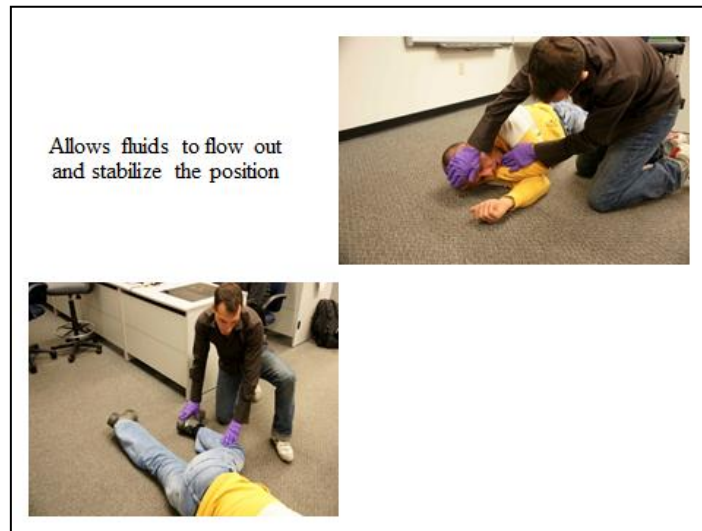 Allows fluids to flow out
and stabilize the position